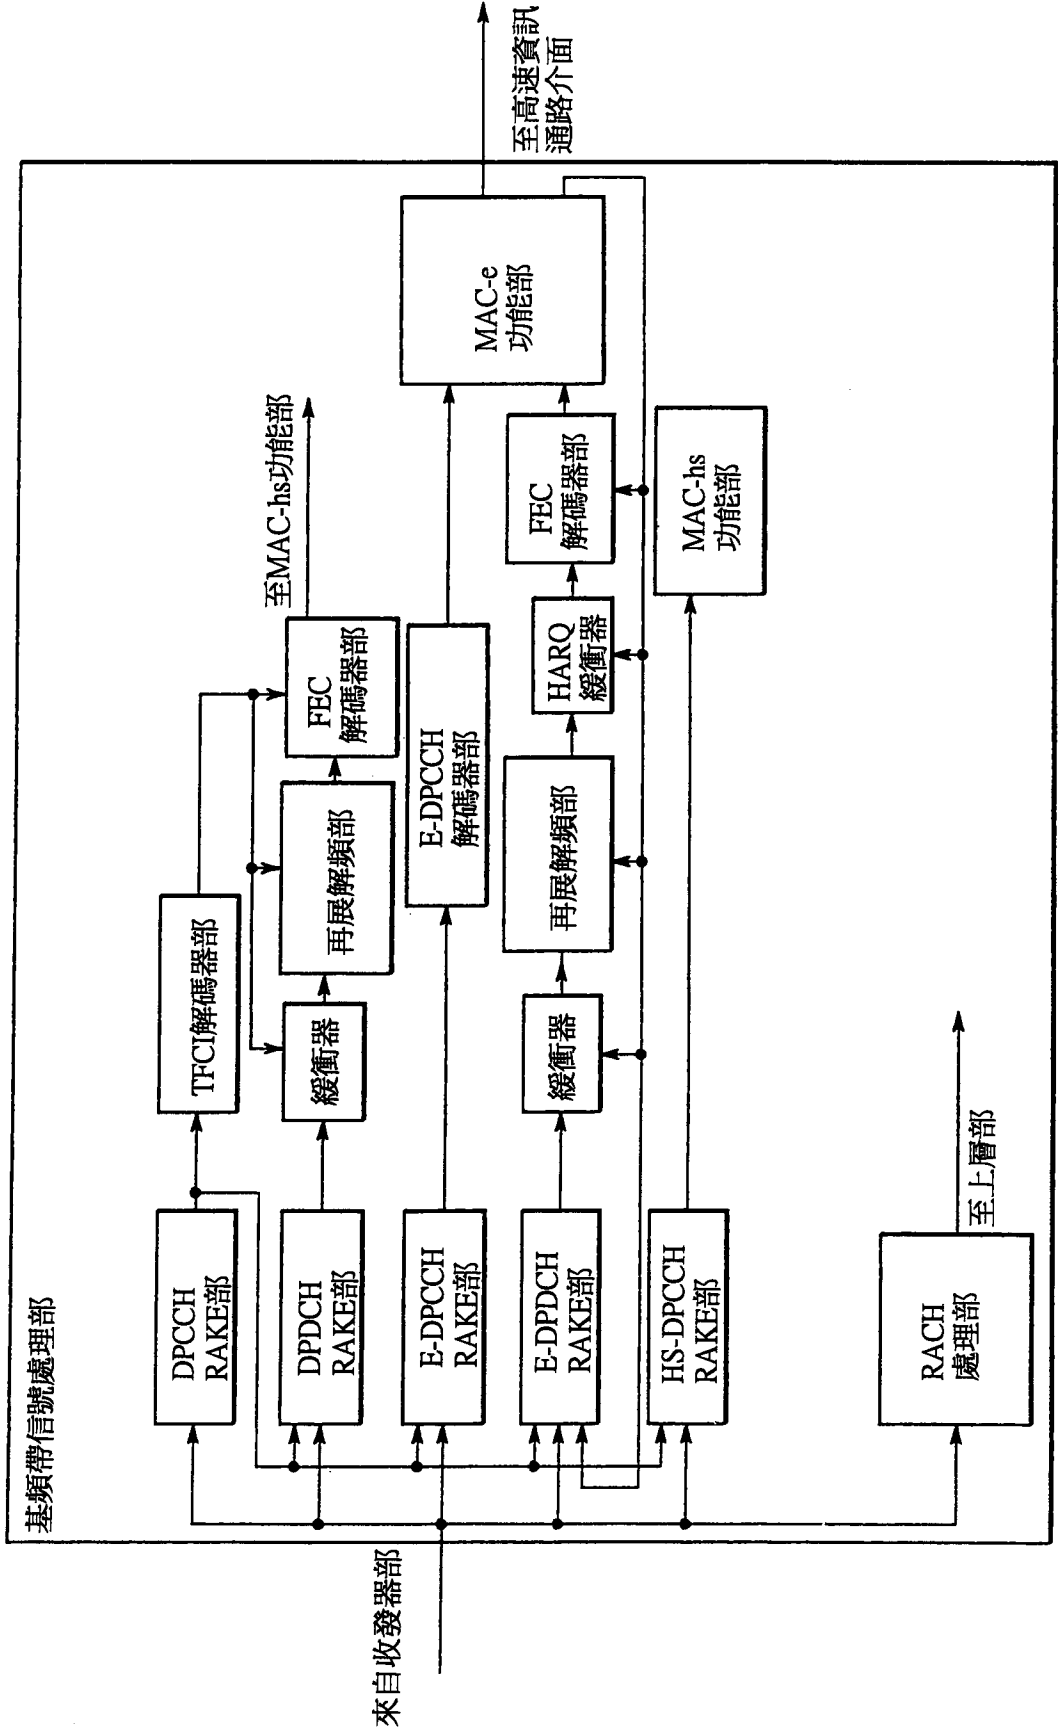 基頻帶信號處理部
來自收發器部
DPCCH
RAKE部
TFCI解碼器部
DPDCH
RAKE部
緩衝器
再展解頻部
FEC
解碼器部
至MAC-hs功能部
E-DPCCH
RAKE部
E-DPCCH
解碼器部
MAC-e
功能部
至高速資訊
通路介面
E-DPDCH
RAKE部
緩衝器
再展解頻部
HARQ
緩衝器
FEC
解碼器部
HS-DPCCH
RAKE部
MAC-hs
功能部
RACH
處理部
至上層部